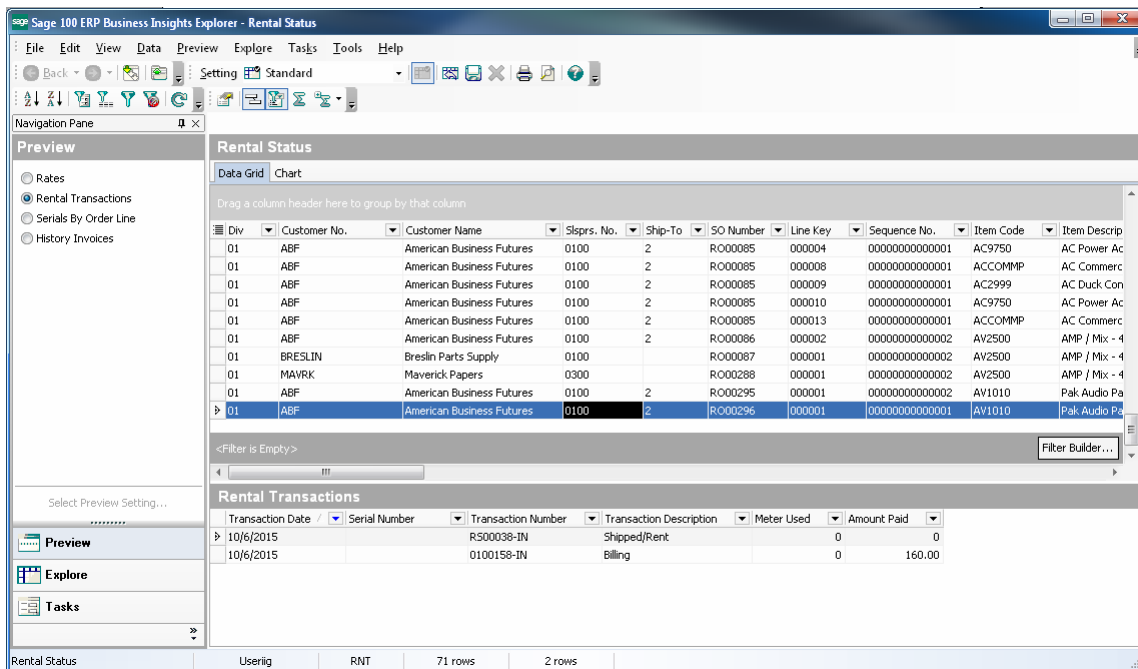 sage Sage 100 ERP Business Insights Explorer - Rental Status
File Edit View Data Preview Explore Tasks Tools Help
Back Setting Standard
Navigation Pane
Preview
Rates
Rental Transactions
Serials By Order Line
History Invoices
Select Preview Setting...
Preview
Explore
Tasks
Rental Status
Data Grid Chart
Drag a column header here to group by that column
Div Customer No. Customer Name Slsprs. No. Ship-To SO Number Line Key Sequence No. Item Code Item Descrip
01 ABF American Business Futures 0100 2 RO00085 000004 00000000000001 AC9750 AC Power Ac
01 ABF American Business Futures 0100 2 RO00085 000008 00000000000001 ACCOMMP AC Commerc
01 ABF American Business Futures 0100 2 RO00085 000009 00000000000001 AC2999 AC Duck Con
01 ABF American Business Futures 0100 2 RO00085 000010 00000000000001 AC9750 AC Power Ac
01 ABF American Business Futures 0100 2 RO00085 000013 00000000000001 ACCOMMP AC Commerc
01 ABF American Business Futures 0100 2 RO00086 000002 00000000000002 AV2500 AMP / Mix - 4
01 BRESLIN Breslin Parts Supply 0100 RO00087 000001 00000000000002 AV2500 AMP / Mix - 4
01 MAVRK Maverick Papers 0300 RO00288 000001 00000000000002 AV2500 AMP / Mix - 4
01 ABF American Business Futures 0100 2 RO00295 000001 00000000000002 AV1010 Pak Audio Pa
01 ABF American Business Futures 0100 2 RO00296 000001 00000000000001 AV1010 Pak Audio Pa
<Filter is Empty> Filter Builder...
Rental Transactions
Transaction Date Serial Number Transaction Number Transaction Description Meter Used Amount Paid
10/6/2015 RS00038-IN Shipped/Rent 0 0
10/6/2015 0100158-IN Billing 0 160.00
Rental Status Useriig RNT 71 rows 2 rows